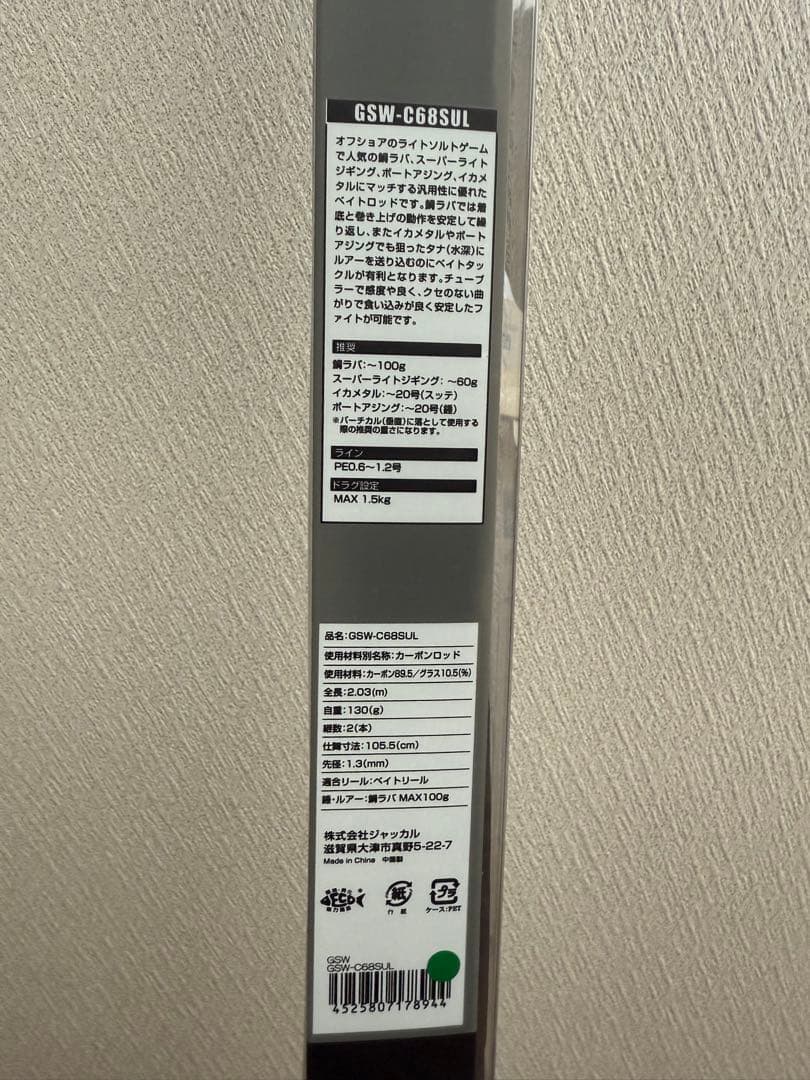 GSW-C68SUL
オフショアのライトソルトゲーム
で人気の鯛ラバ、スーパーライト
ジギング、ボートアジング、イカメ
タルにマッチする汎用性に優れた
ベイトロッドです。鯛ラバでは着
底と巻き上げの動作を安定して繰
り返し、またイカメタルやボート
アジングでも狙ったタナ(水深)に
ルアーを送り込むのにベイトタッ
クルが有利となります。チューブ
ラーで感度や良く、クセのない曲
がりで食い込みが良く安定したフ
ァイトが可能です。
推奨
鯛ラバ:〜100g
スーパーライトジギング:〜60g
イカメタル:〜20号(スッテ)
ボートアジング:〜20号(錘)
※バーチカル(垂直)に落として使用する
際の推奨の重さになります。
ライン
PE0.6〜1.2号
ドラグ設定
MAX 1.5kg
品名:GSW-C68SUL
使用材料別名称:カーボンロッド
使用材料:カーボン89.5/グラス10.5(%)
全長:2.03(m)
自重:130(g)
継数:2(本)
仕舞寸法:105.5(cm)
先径:1.3(mm)
適合リール:ベイトリール
錘・ルアー:鯛ラバ MAX100g
株式会社ジャッカル
滋賀県大津市真野5-22-7
Made in China 中国製
ECO
紙
プラ
ケース:PET
GSW
GSW-C68SUL
4525807178944